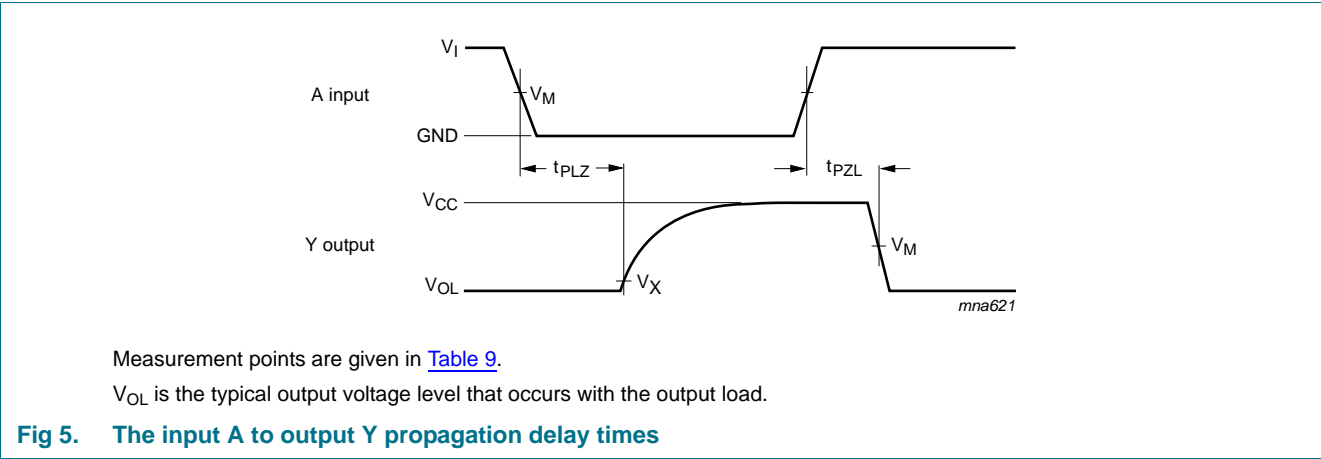 V_I
A input
V_M
GND
t_PLZ
t_PZL
V_CC
Y output
V_M
V_OL
V_X
mna621
Measurement points are given in Table 9.
V_OL is the typical output voltage level that occurs with the output load.
Fig 5. The input A to output Y propagation delay times